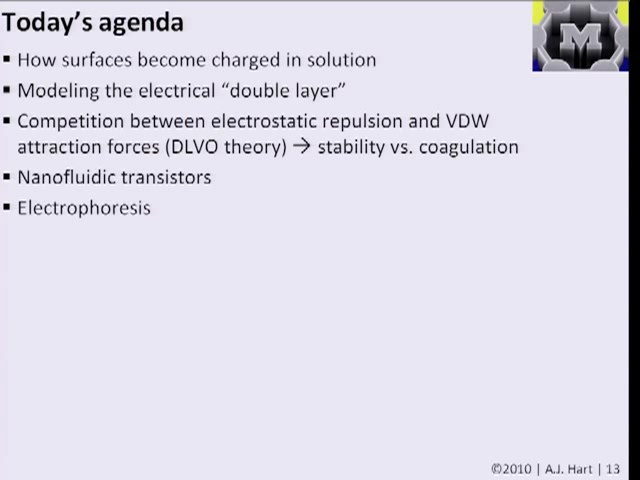 Today's agenda
▪ How surfaces become charged in solution
▪ Modeling the electrical “double layer”
▪ Competition between electrostatic repulsion and VDW
attraction forces (DLVO theory) → stability vs. coagulation
▪ Nanofluidic transistors
▪ Electrophoresis
M
©2010 | A.J. Hart | 13